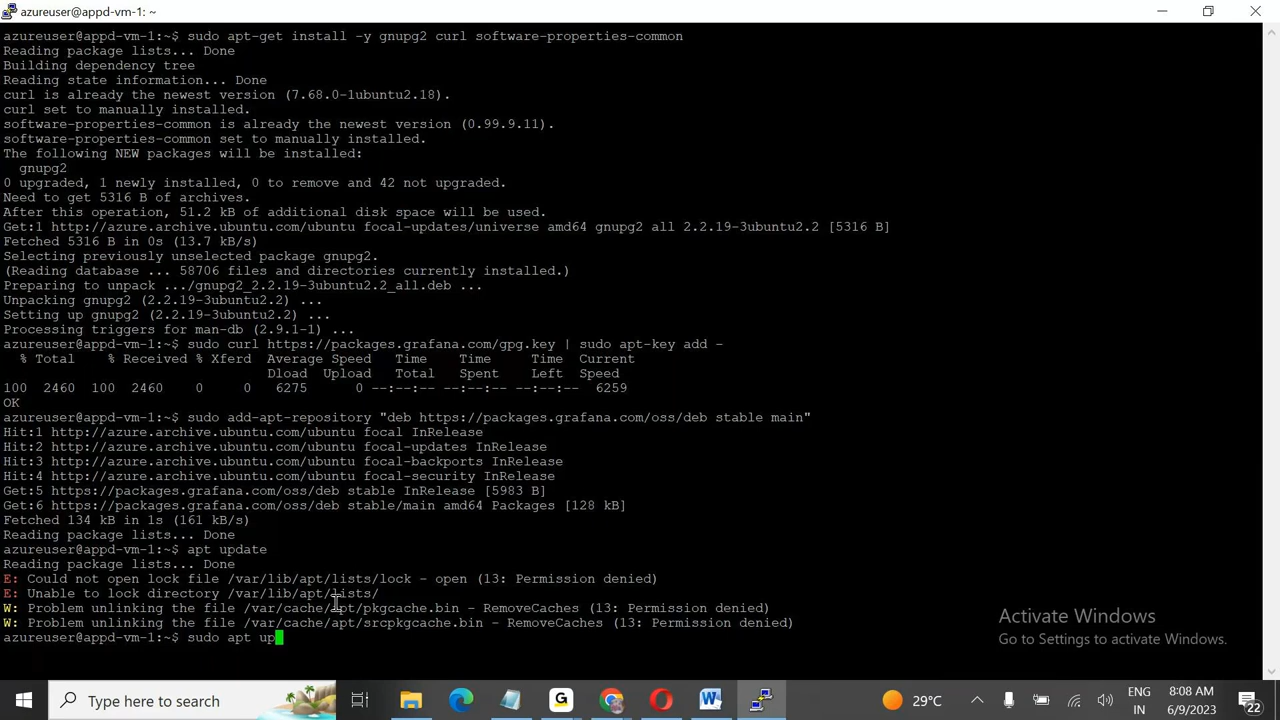 azureuser@appd-vm-1: ~
azureuser@appd-vm-1:~$ sudo apt-get install -y gnupg2 curl software-properties-common
Reading package lists... Done
Building dependency tree
Reading state information... Done
curl is already the newest version (7.68.0-1ubuntu2.18).
curl set to manually installed.
software-properties-common is already the newest version (0.99.9.11).
software-properties-common set to manually installed.
The following NEW packages will be installed:
  gnupg2
0 upgraded, 1 newly installed, 0 to remove and 42 not upgraded.
Need to get 5316 B of archives.
After this operation, 51.2 kB of additional disk space will be used.
Get:1 http://azure.archive.ubuntu.com/ubuntu focal-updates/universe amd64 gnupg2 all 2.2.19-3ubuntu2.2 [5316 B]
Fetched 5316 B in 0s (13.7 kB/s)
Selecting previously unselected package gnupg2.
(Reading database ... 58706 files and directories currently installed.)
Preparing to unpack .../gnupg2_2.2.19-3ubuntu2.2_all.deb ...
Unpacking gnupg2 (2.2.19-3ubuntu2.2) ...
Setting up gnupg2 (2.2.19-3ubuntu2.2) ...
Processing triggers for man-db (2.9.1-1) ...
azureuser@appd-vm-1:~$ sudo curl https://packages.grafana.com/gpg.key | sudo apt-key add -
  % Total    % Received % Xferd  Average Speed   Time    Time     Time  Current
                                 Dload  Upload   Total   Spent    Left  Speed
100  2460  100  2460    0     0   6275      0 --:--:-- --:--:-- --:--:--  6259
OK
azureuser@appd-vm-1:~$ sudo add-apt-repository "deb https://packages.grafana.com/oss/deb stable main"
Hit:1 http://azure.archive.ubuntu.com/ubuntu focal InRelease
Hit:2 http://azure.archive.ubuntu.com/ubuntu focal-updates InRelease
Hit:3 http://azure.archive.ubuntu.com/ubuntu focal-backports InRelease
Hit:4 http://azure.archive.ubuntu.com/ubuntu focal-security InRelease
Get:5 https://packages.grafana.com/oss/deb stable InRelease [5983 B]
Get:6 https://packages.grafana.com/oss/deb stable/main amd64 Packages [128 kB]
Fetched 134 kB in 1s (161 kB/s)
Reading package lists... Done
azureuser@appd-vm-1:~$ apt update
Reading package lists... Done
E: Could not open lock file /var/lib/apt/lists/lock - open (13: Permission denied)
E: Unable to lock directory /var/lib/apt/lists/
W: Problem unlinking the file /var/cache/apt/pkgcache.bin - RemoveCaches (13: Permission denied)
W: Problem unlinking the file /var/cache/apt/srcpkgcache.bin - RemoveCaches (13: Permission denied)
azureuser@appd-vm-1:~$ sudo apt up
Activate Windows
Go to Settings to activate Windows.
Type here to search
29°C
ENG
IN
8:08 AM
6/9/2023
22